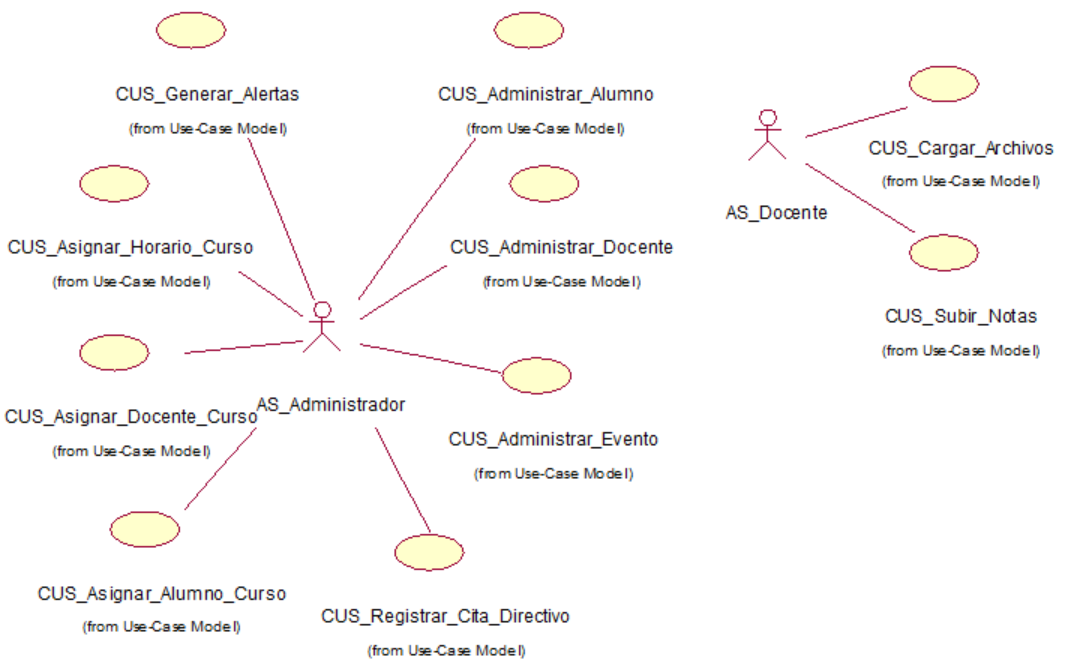 CUS_Generar_Alertas
(from Use-Case Model)
CUS_Administrar_Alumno
(from Use-Case Model)
CUS_Asignar_Horario_Curso
(from Use-Case Model)
CUS_Administrar_Docente
(from Use-Case Model)
CUS_Asignar_Docente_Curso
(from Use-Case Model)
AS_Administrador
CUS_Administrar_Evento
(from Use-Case Model)
CUS_Asignar_Alumno_Curso
(from Use-Case Model)
CUS_Registrar_Cita_Directivo
(from Use-Case Model)
CUS_Cargar_Archivos
(from Use-Case Model)
AS_Docente
CUS_Subir_Notas
(from Use-Case Model)